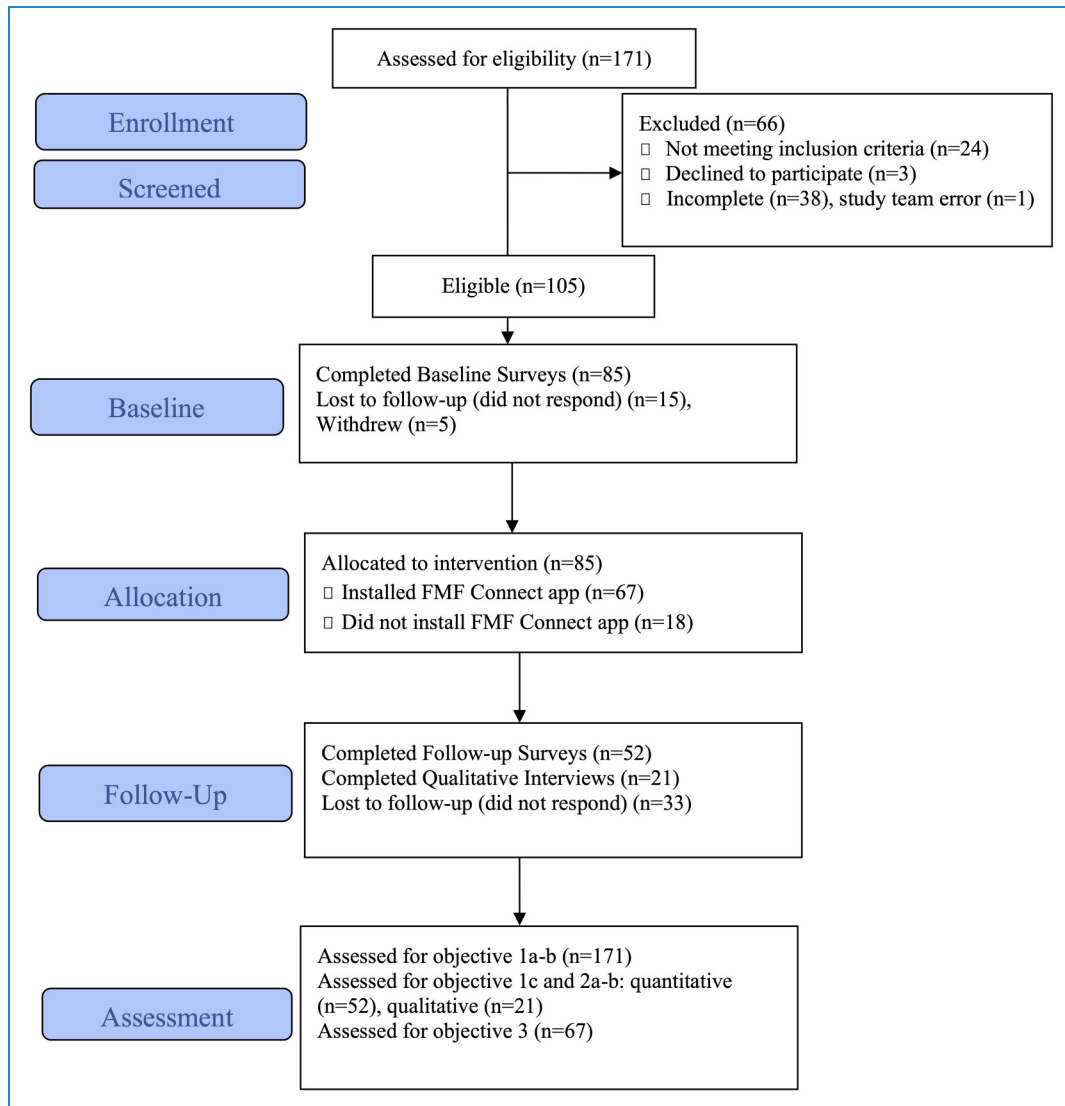 Assessed for eligibility (n=171)
Enrollment
Screened
Excluded (n=66)
▯ Not meeting inclusion criteria (n=24)
▯ Declined to participate (n=3)
▯ Incomplete (n=38), study team error (n=1)
Eligible (n=105)
Baseline
Completed Baseline Surveys (n=85)
Lost to follow-up (did not respond) (n=15),
Withdrew (n=5)
Allocation
Allocated to intervention (n=85)
▯ Installed FMF Connect app (n=67)
▯ Did not install FMF Connect app (n=18)
Follow-Up
Completed Follow-up Surveys (n=52)
Completed Qualitative Interviews (n=21)
Lost to follow-up (did not respond) (n=33)
Assessment
Assessed for objective 1a-b (n=171)
Assessed for objective 1c and 2a-b: quantitative
(n=52), qualitative (n=21)
Assessed for objective 3 (n=67)